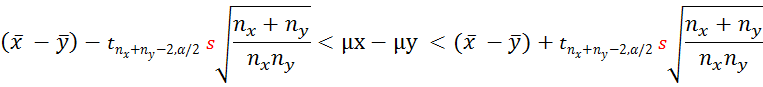 (x̄ − ȳ) − t_{n_x+n_y−2,α/2} s √((n_x + n_y)/(n_x n_y)) < μx − μy < (x̄ − ȳ) + t_{n_x+n_y−2,α/2} s √((n_x + n_y)/(n_x n_y))